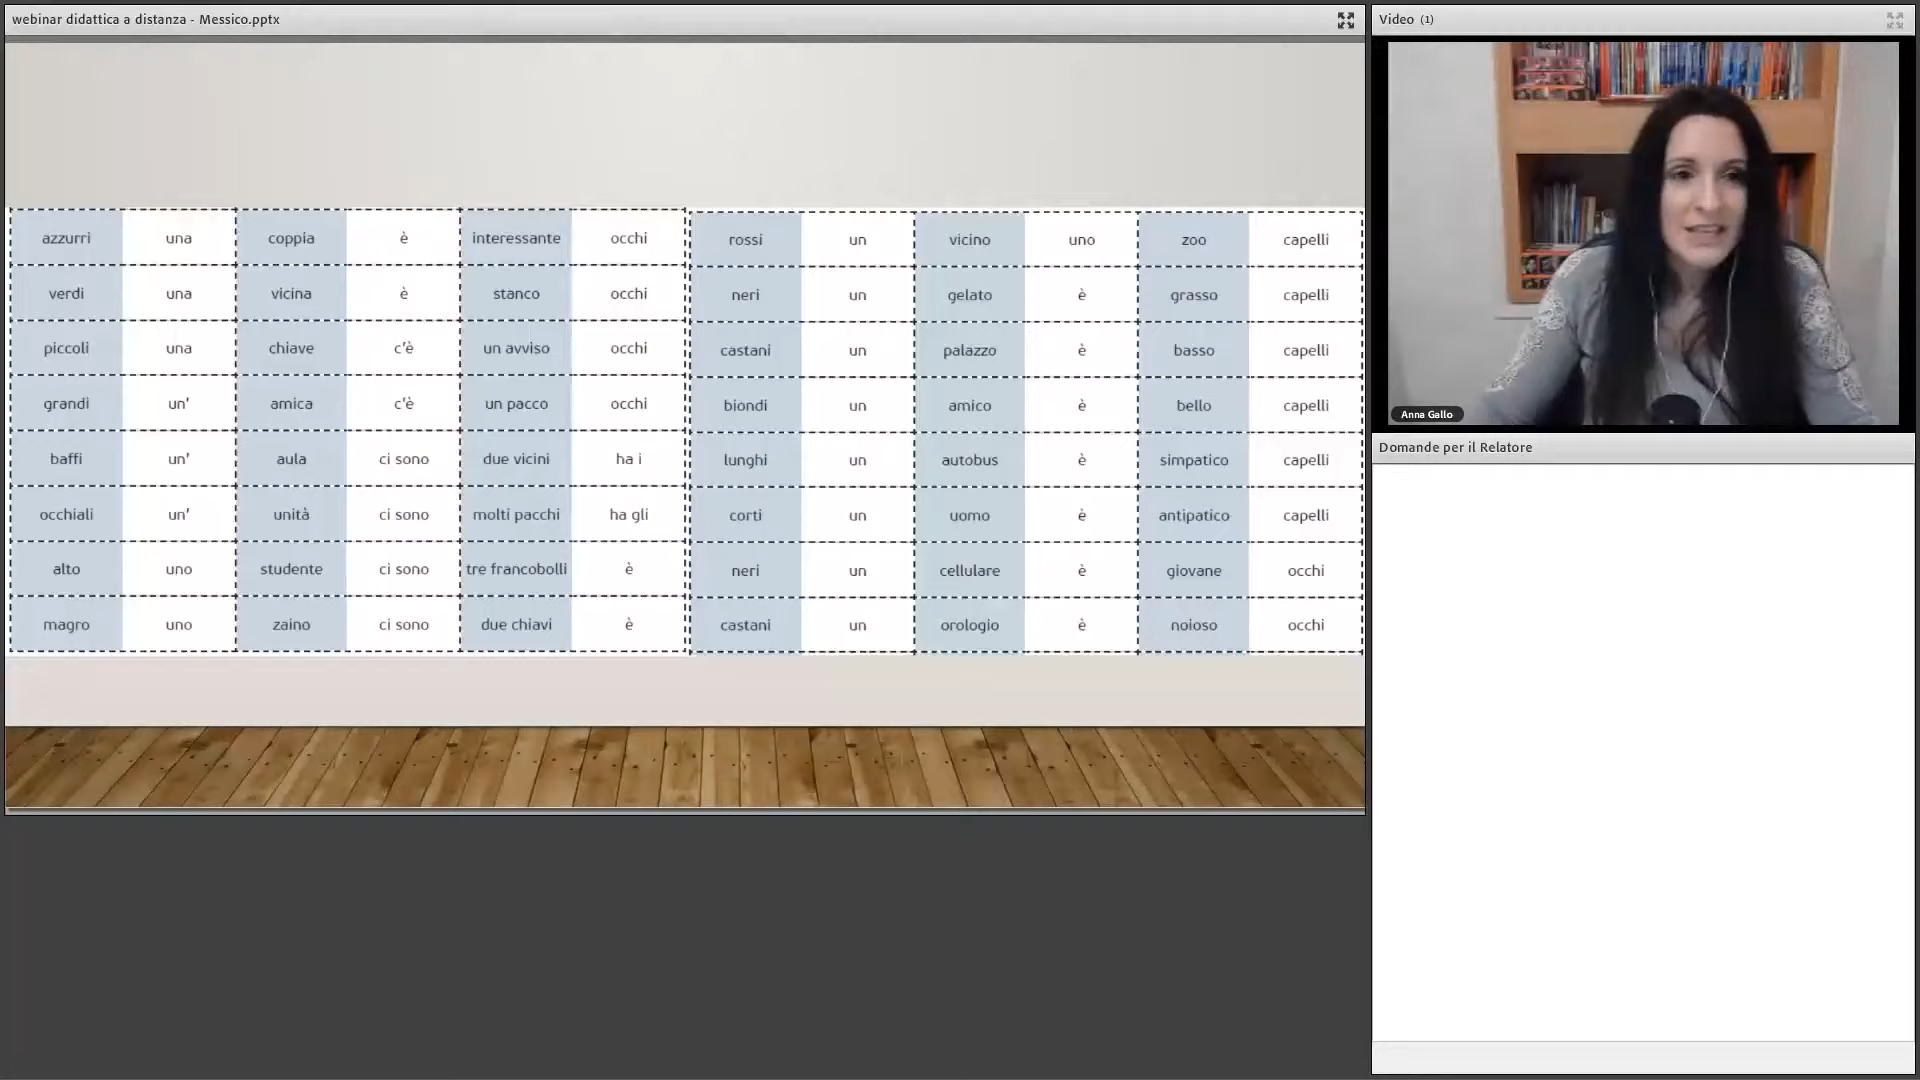 webinar didattica a distanza - Messico.pptx
azzurri una coppia è interessante occhi rossi un vicino uno zoo capelli
verdi una vicina è stanco occhi neri un gelato è grasso capelli
piccoli una chiave c'è un avviso occhi castani un palazzo è basso capelli
grandi un' amica c'è un pacco occhi biondi un amico è bello capelli
baffi un' aula ci sono due vicini ha i lunghi un autobus è simpatico capelli
occhiali un' unità ci sono molti pacchi ha gli corti un uomo è antipatico capelli
alto uno studente ci sono tre francobolli è neri un cellulare è giovane occhi
magro uno zaino ci sono due chiavi è castani un orologio è noioso occhi
Video (1)
Anna Gallo
Domande per il Relatore